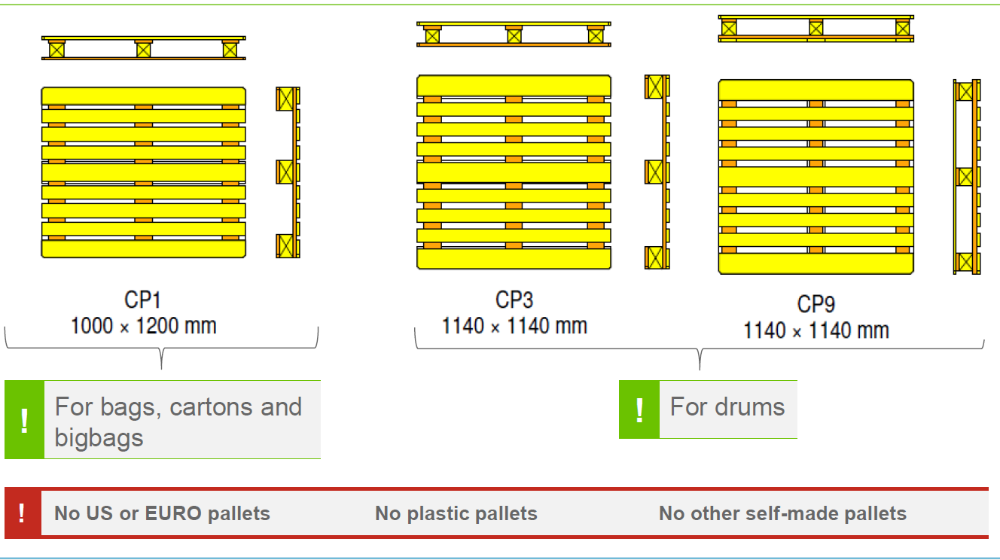 CP1
1000 × 1200 mm
CP3
1140 × 1140 mm
CP9
1140 × 1140 mm
! For bags, cartons and
bigbags
! For drums
! No US or EURO pallets No plastic pallets No other self-made pallets